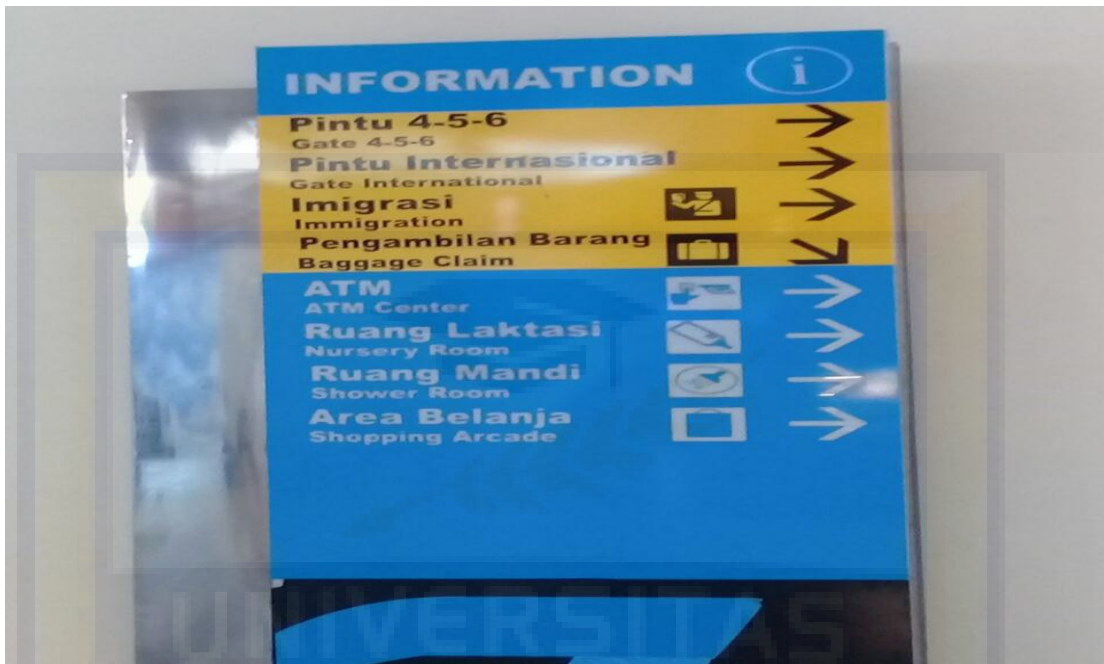 INFORMATION i
Pintu 4-5-6
Gate 4-5-6
Pintu Internasional
Gate International
Imigrasi
Immigration
Pengambilan Barang
Baggage Claim
ATM
ATM Center
Ruang Laktasi
Nursery Room
Ruang Mandi
Shower Room
Area Belanja
Shopping Arcade
UNIVERSITAS